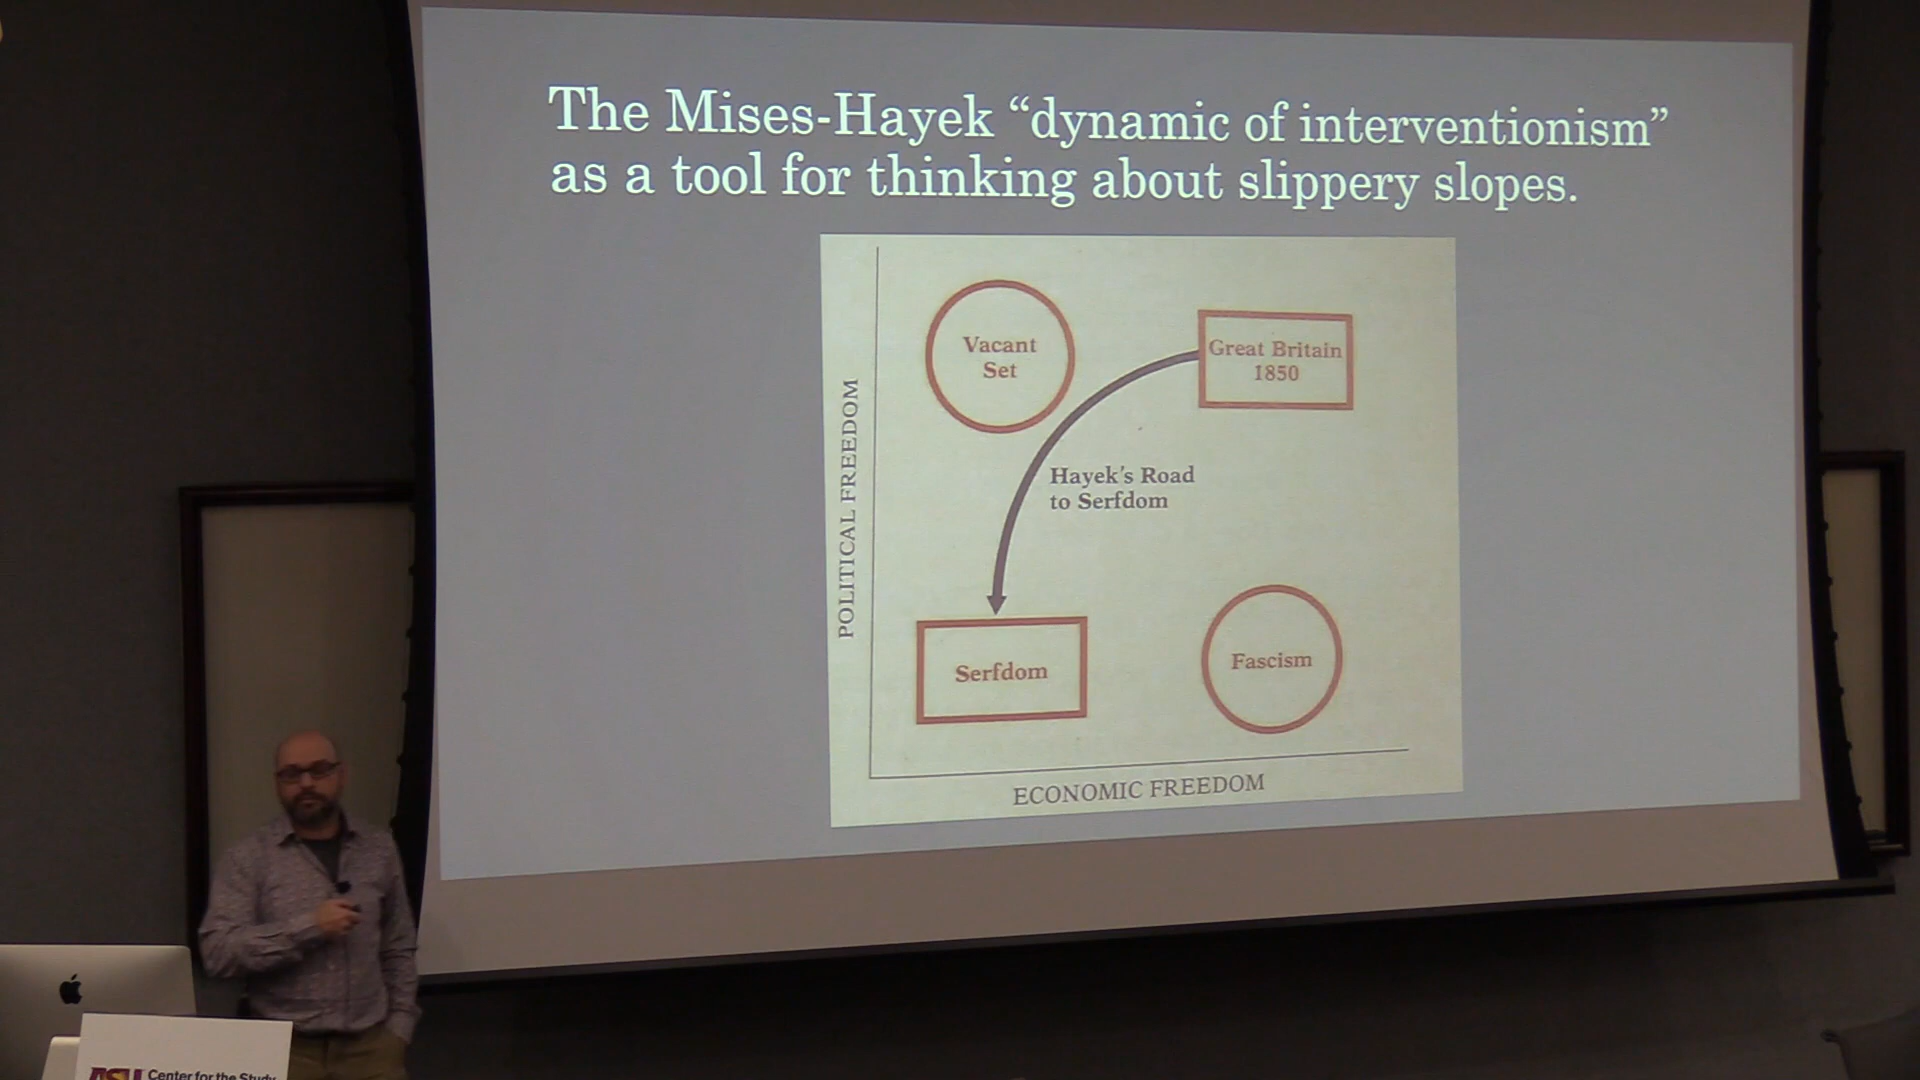 The Mises-Hayek “dynamic of interventionism”
as a tool for thinking about slippery slopes.
POLITICAL FREEDOM
Vacant
Set
Great Britain
1850
Hayek's Road
to Serfdom
Serfdom
Fascism
ECONOMIC FREEDOM
ASU Center for the Study